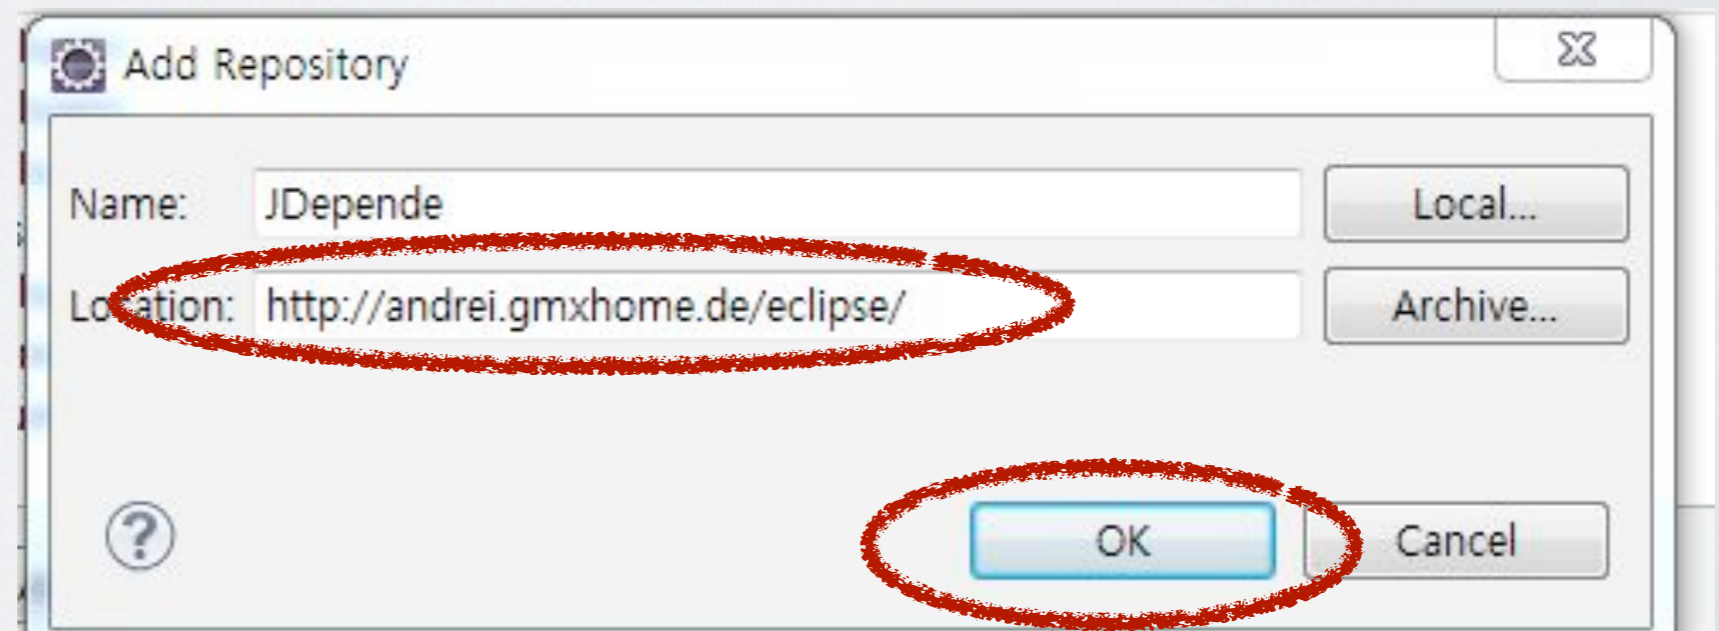 Add Repository
Name: JDepende Local...
Location: http://andrei.gmxhome.de/eclipse/ Archive...
OK Cancel